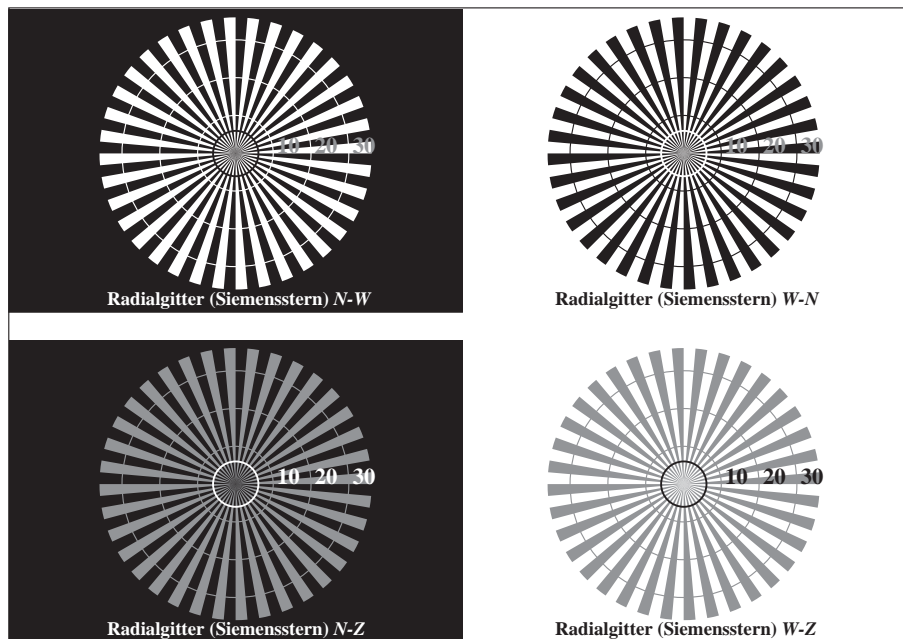 10 20 30
Radialgitter (Siemensstern) N-W
10 20 30
Radialgitter (Siemensstern) W-N
10 20 30
Radialgitter (Siemensstern) N-Z
10 20 30
Radialgitter (Siemensstern) W-Z